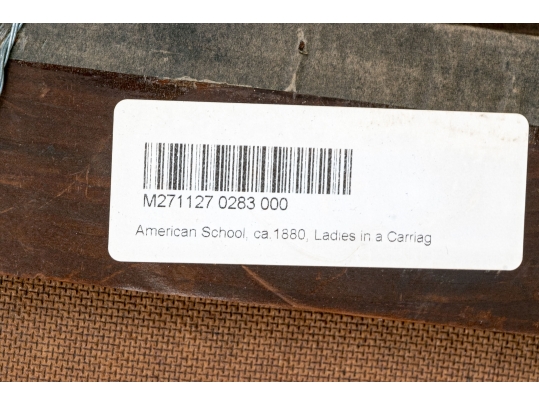 M271127 0283 000
American School, ca.1880, Ladies in a Carriag